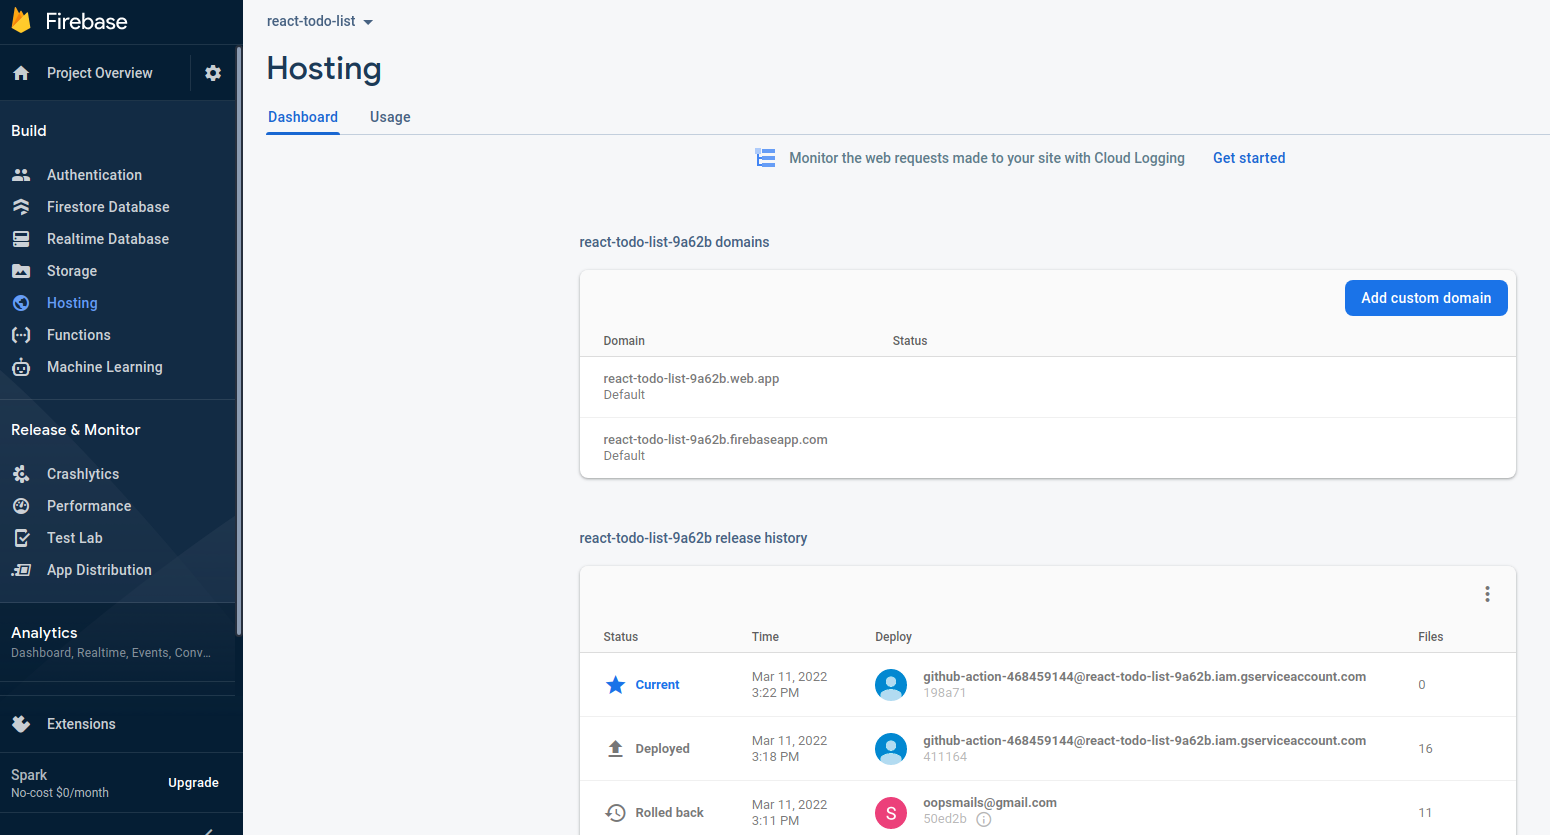 Firebase
Project Overview
Build
Authentication
Firestore Database
Realtime Database
Storage
Hosting
Functions
Machine Learning
Release & Monitor
Crashlytics
Performance
Test Lab
App Distribution
Analytics
Dashboard, Realtime, Events, Conv...
Extensions
Spark
No-cost $0/month
Upgrade
react-todo-list
Hosting
Dashboard Usage
Monitor the web requests made to your site with Cloud Logging Get started
react-todo-list-9a62b domains
Add custom domain
Domain Status
react-todo-list-9a62b.web.app
Default
react-todo-list-9a62b.firebaseapp.com
Default
react-todo-list-9a62b release history
Status Time Deploy Files
Current Mar 11, 2022 3:22 PM github-action-468459144@react-todo-list-9a62b.iam.gserviceaccount.com 198a71 0
Deployed Mar 11, 2022 3:18 PM github-action-468459144@react-todo-list-9a62b.iam.gserviceaccount.com 411164 16
Rolled back Mar 11, 2022 3:11 PM S oopsmails@gmail.com 50ed2b 11